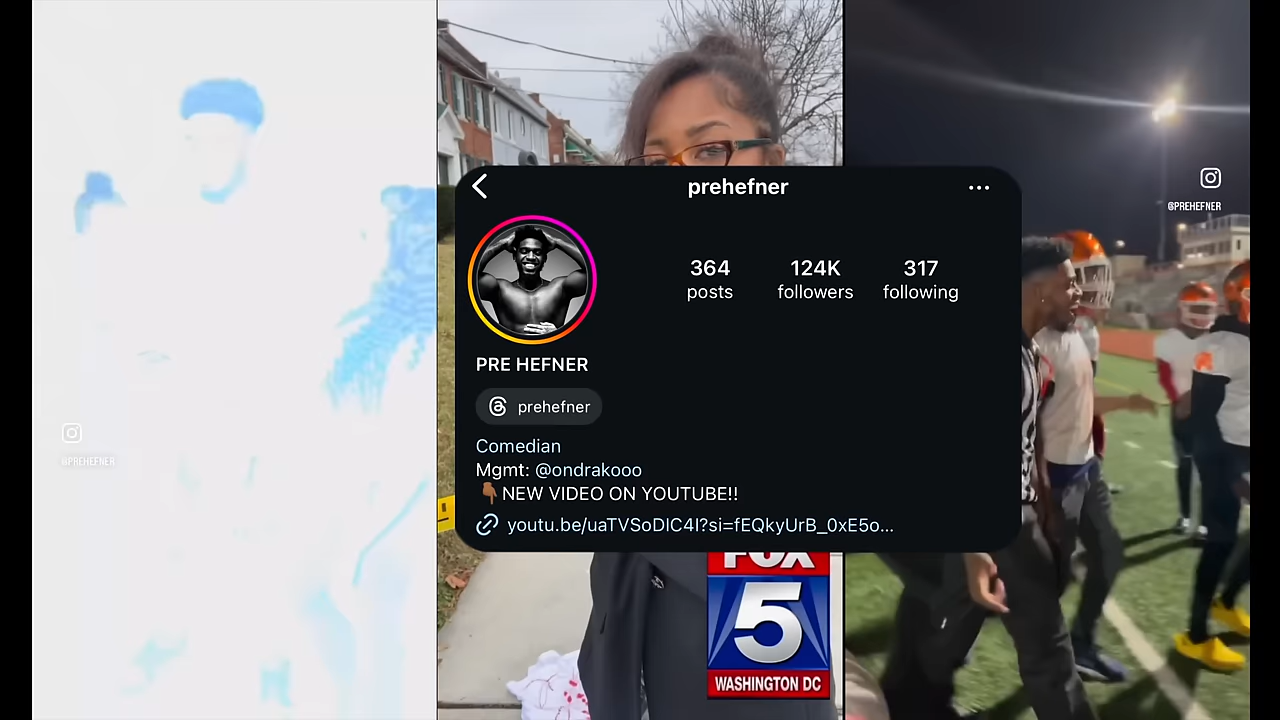 prehefner
364
posts
124K
followers
317
following
PRE HEFNER
prehefner
Comedian
Mgmt: @ondrakooo
👇🏾NEW VIDEO ON YOUTUBE!!
youtu.be/uaTVSoDIC4I?si=fEQkyUrB_0xE5o...
@PREHEFNER
@PREHEFNER
FOX
5
WASHINGTON DC